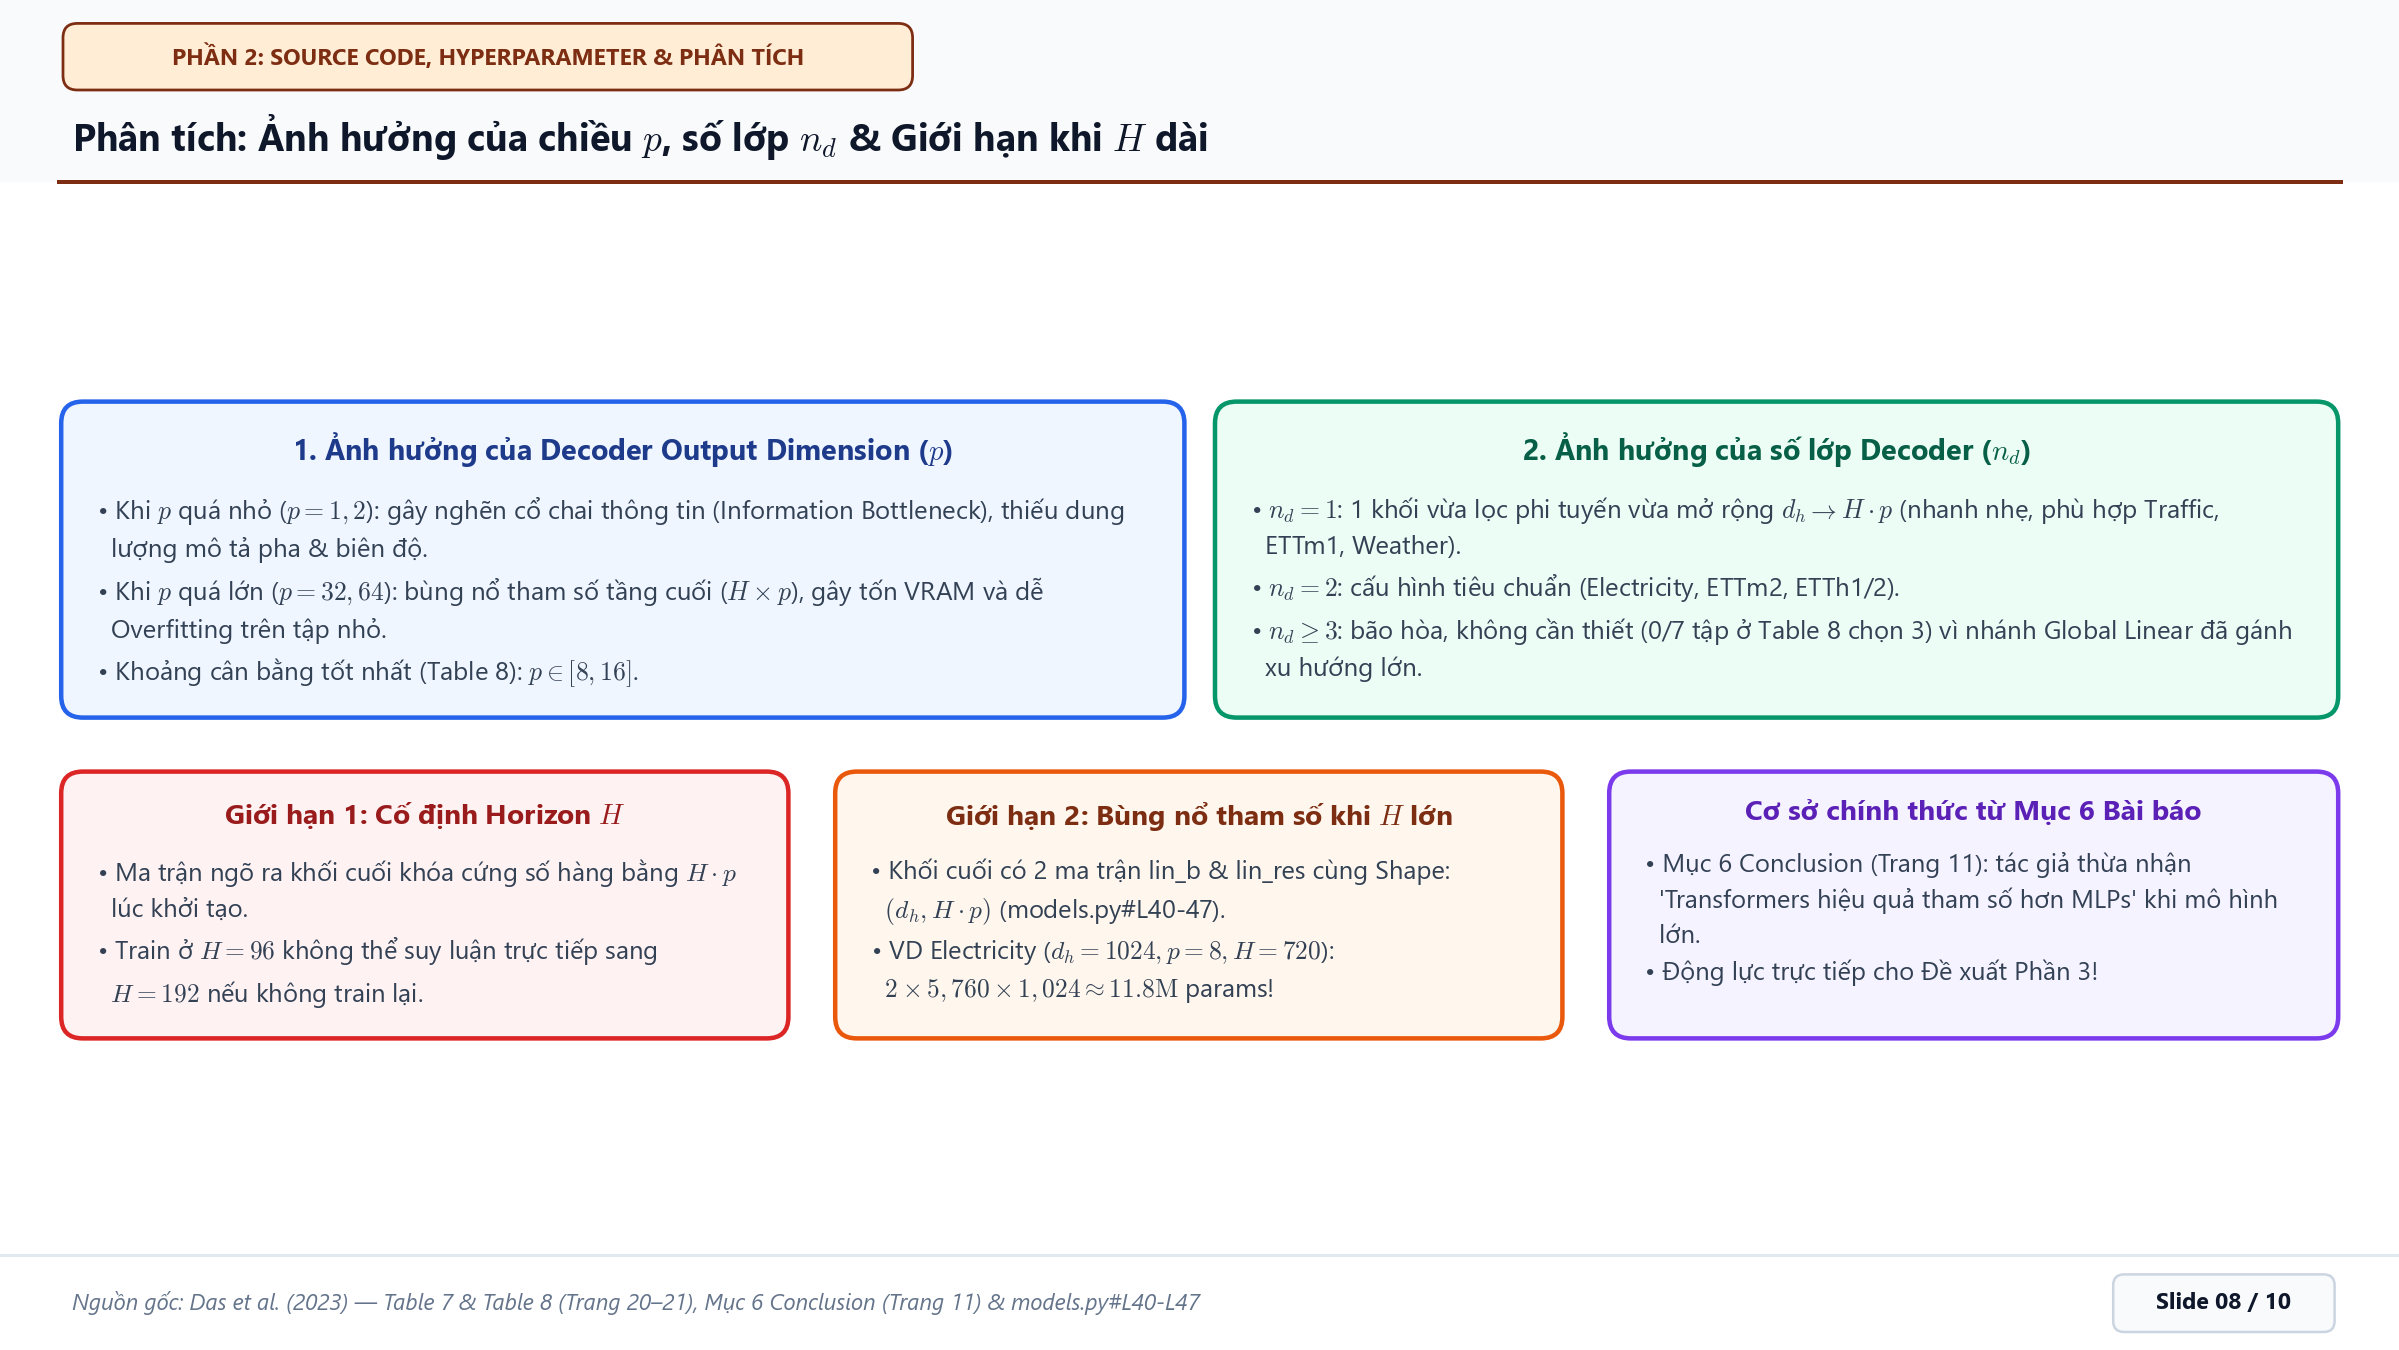 PHẦN 2: SOURCE CODE, HYPERPARAMETER & PHÂN TÍCH
Phân tích: Ảnh hưởng của chiều p, số lớp n_d & Giới hạn khi H dài
1. Ảnh hưởng của Decoder Output Dimension (p)
• Khi p quá nhỏ (p = 1, 2): gây nghẽn cổ chai thông tin (Information Bottleneck), thiếu dung
lượng mô tả pha & biên độ.
• Khi p quá lớn (p = 32, 64): bùng nổ tham số tầng cuối (H × p), gây tốn VRAM và dễ
Overfitting trên tập nhỏ.
• Khoảng cân bằng tốt nhất (Table 8): p ∈ [8, 16].
2. Ảnh hưởng của số lớp Decoder (n_d)
• n_d = 1: 1 khối vừa lọc phi tuyến vừa mở rộng d_h → H · p (nhanh nhẹ, phù hợp Traffic,
ETTm1, Weather).
• n_d = 2: cấu hình tiêu chuẩn (Electricity, ETTm2, ETTh1/2).
• n_d ≥ 3: bão hòa, không cần thiết (0/7 tập ở Table 8 chọn 3) vì nhánh Global Linear đã gánh
xu hướng lớn.
Giới hạn 1: Cố định Horizon H
• Ma trận ngõ ra khối cuối khóa cứng số hàng bằng H · p
lúc khởi tạo.
• Train ở H = 96 không thể suy luận trực tiếp sang
H = 192 nếu không train lại.
Giới hạn 2: Bùng nổ tham số khi H lớn
• Khối cuối có 2 ma trận lin_b & lin_res cùng Shape:
(d_h, H · p) (models.py#L40-47).
• VD Electricity (d_h = 1024, p = 8, H = 720):
2 × 5, 760 × 1, 024 ≈ 11.8M params!
Cơ sở chính thức từ Mục 6 Bài báo
• Mục 6 Conclusion (Trang 11): tác giả thừa nhận
'Transformers hiệu quả tham số hơn MLPs' khi mô hình
lớn.
• Động lực trực tiếp cho Đề xuất Phần 3!
Nguồn gốc: Das et al. (2023) — Table 7 & Table 8 (Trang 20–21), Mục 6 Conclusion (Trang 11) & models.py#L40-L47
Slide 08 / 10